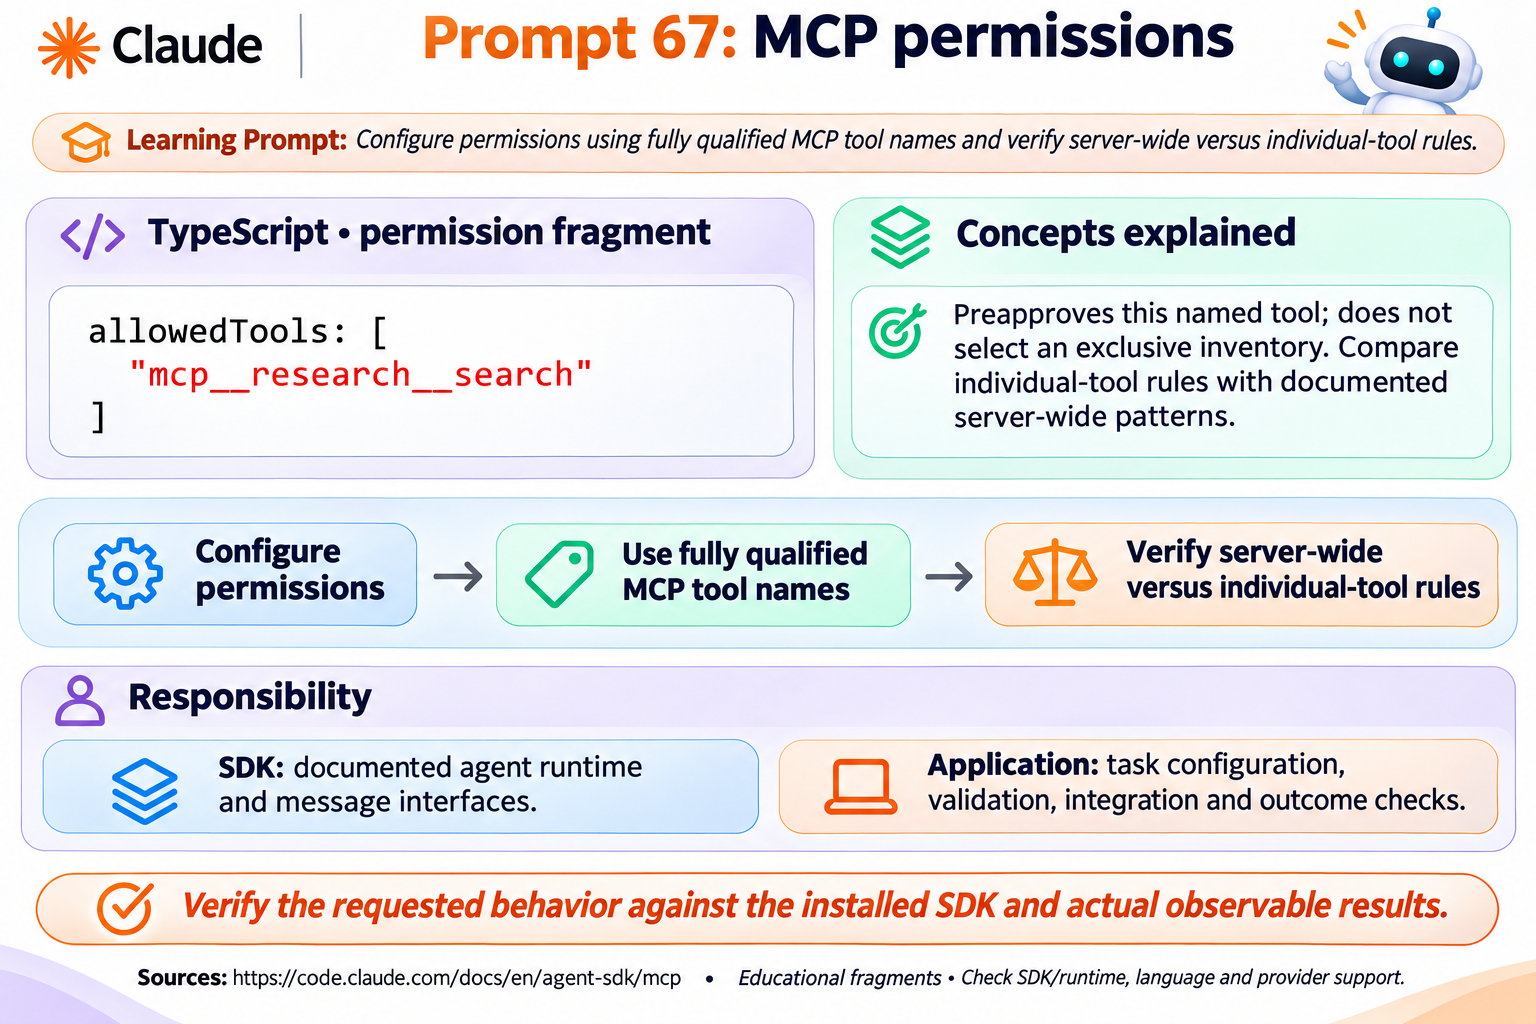 Claude
Prompt 67: MCP permissions
Learning Prompt: Configure permissions using fully qualified MCP tool names and verify server-wide versus individual-tool rules.
</> TypeScript • permission fragment
allowedTools: [
  "mcp__research__search"
]
Concepts explained
Preapproves this named tool; does not
select an exclusive inventory. Compare
individual-tool rules with documented
server-wide patterns.
Configure
permissions
Use fully qualified
MCP tool names
Verify server-wide
versus individual-tool rules
Responsibility
SDK: documented agent runtime
and message interfaces.
Application: task configuration,
validation, integration and outcome checks.
Verify the requested behavior against the installed SDK and actual observable results.
Sources: https://code.claude.com/docs/en/agent-sdk/mcp • Educational fragments • Check SDK/runtime, language and provider support.